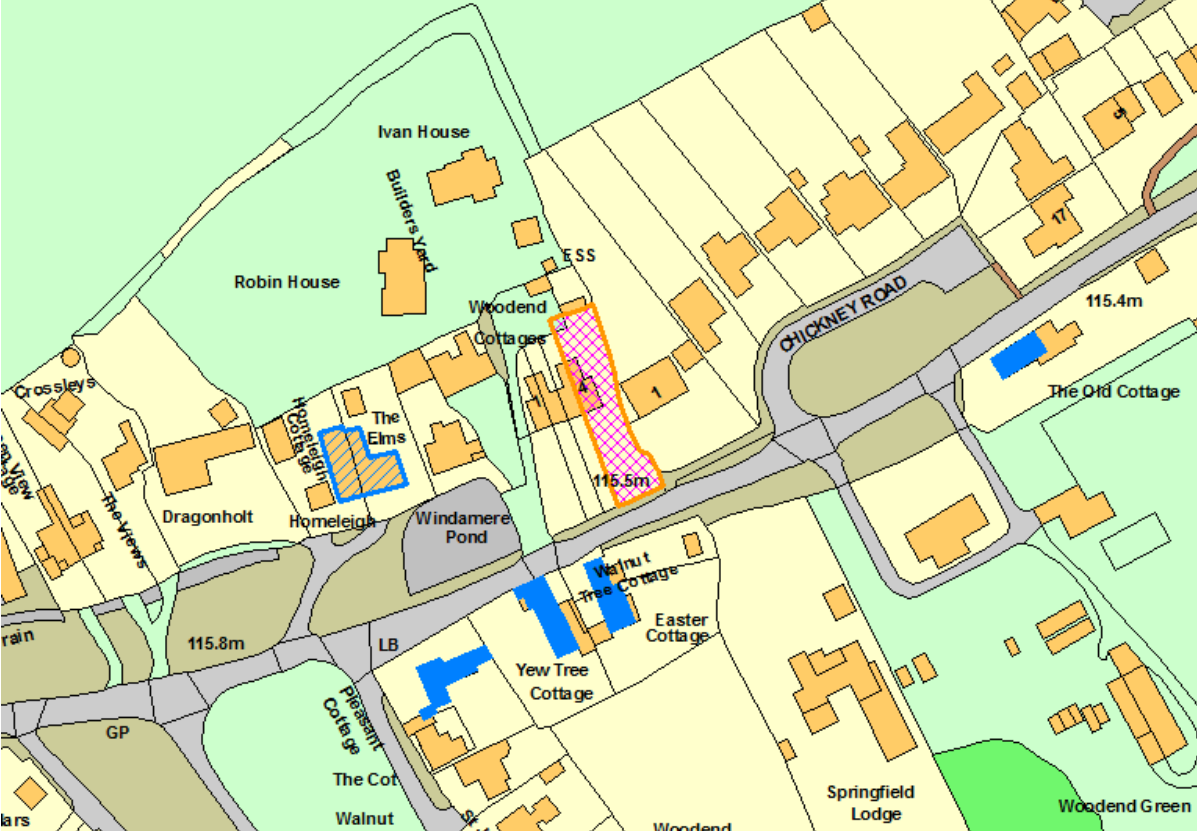 Ivan House
Builders Yard
ESS
Robin House
Woodend
Cottages
CHICKNEY ROAD
115.4m
The Old Cottage
17
1
4
1
Crossleys
The
Elms
Homeleigh
Cottage
Homeleigh
Dragonholt
The Views
Windamere
Pond
115.5m
Walnut
Tree Cottage
Easter
Cottage
Yew Tree
Cottage
115.8m
LB
GP
Pleasant
Cottage
The Cot
Walnut
Springfield
Lodge
Woodend Green
Woodend